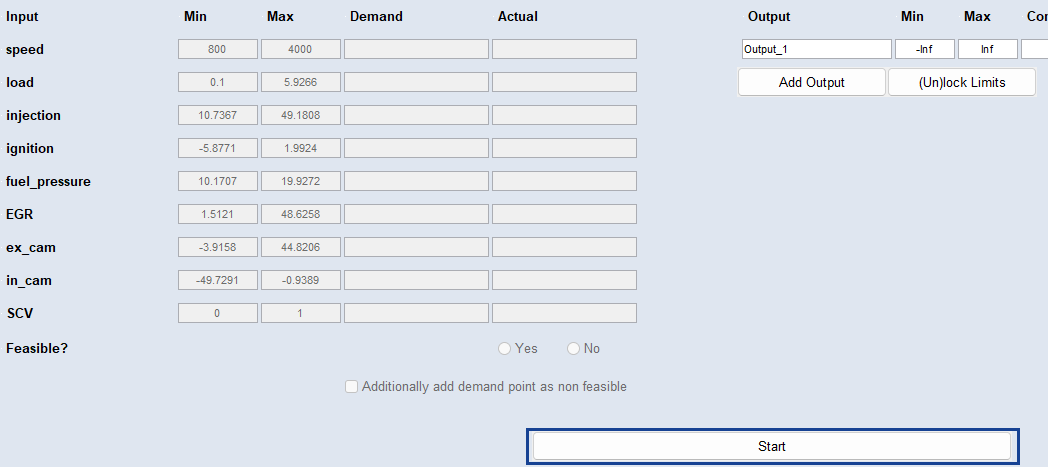 Input Min Max Demand Actual Output Min Max
speed 800 4000 Output_1 -Inf Inf
load 0.1 5.9266 Add Output (Un)lock Limits
injection 10.7367 49.1808
ignition -5.8771 1.9924
fuel_pressure 10.1707 19.9272
EGR 1.5121 48.6258
ex_cam -3.9158 44.8206
in_cam -49.7291 -0.9389
SCV 0 1
Feasible? Yes No
Additionally add demand point as non feasible
Start